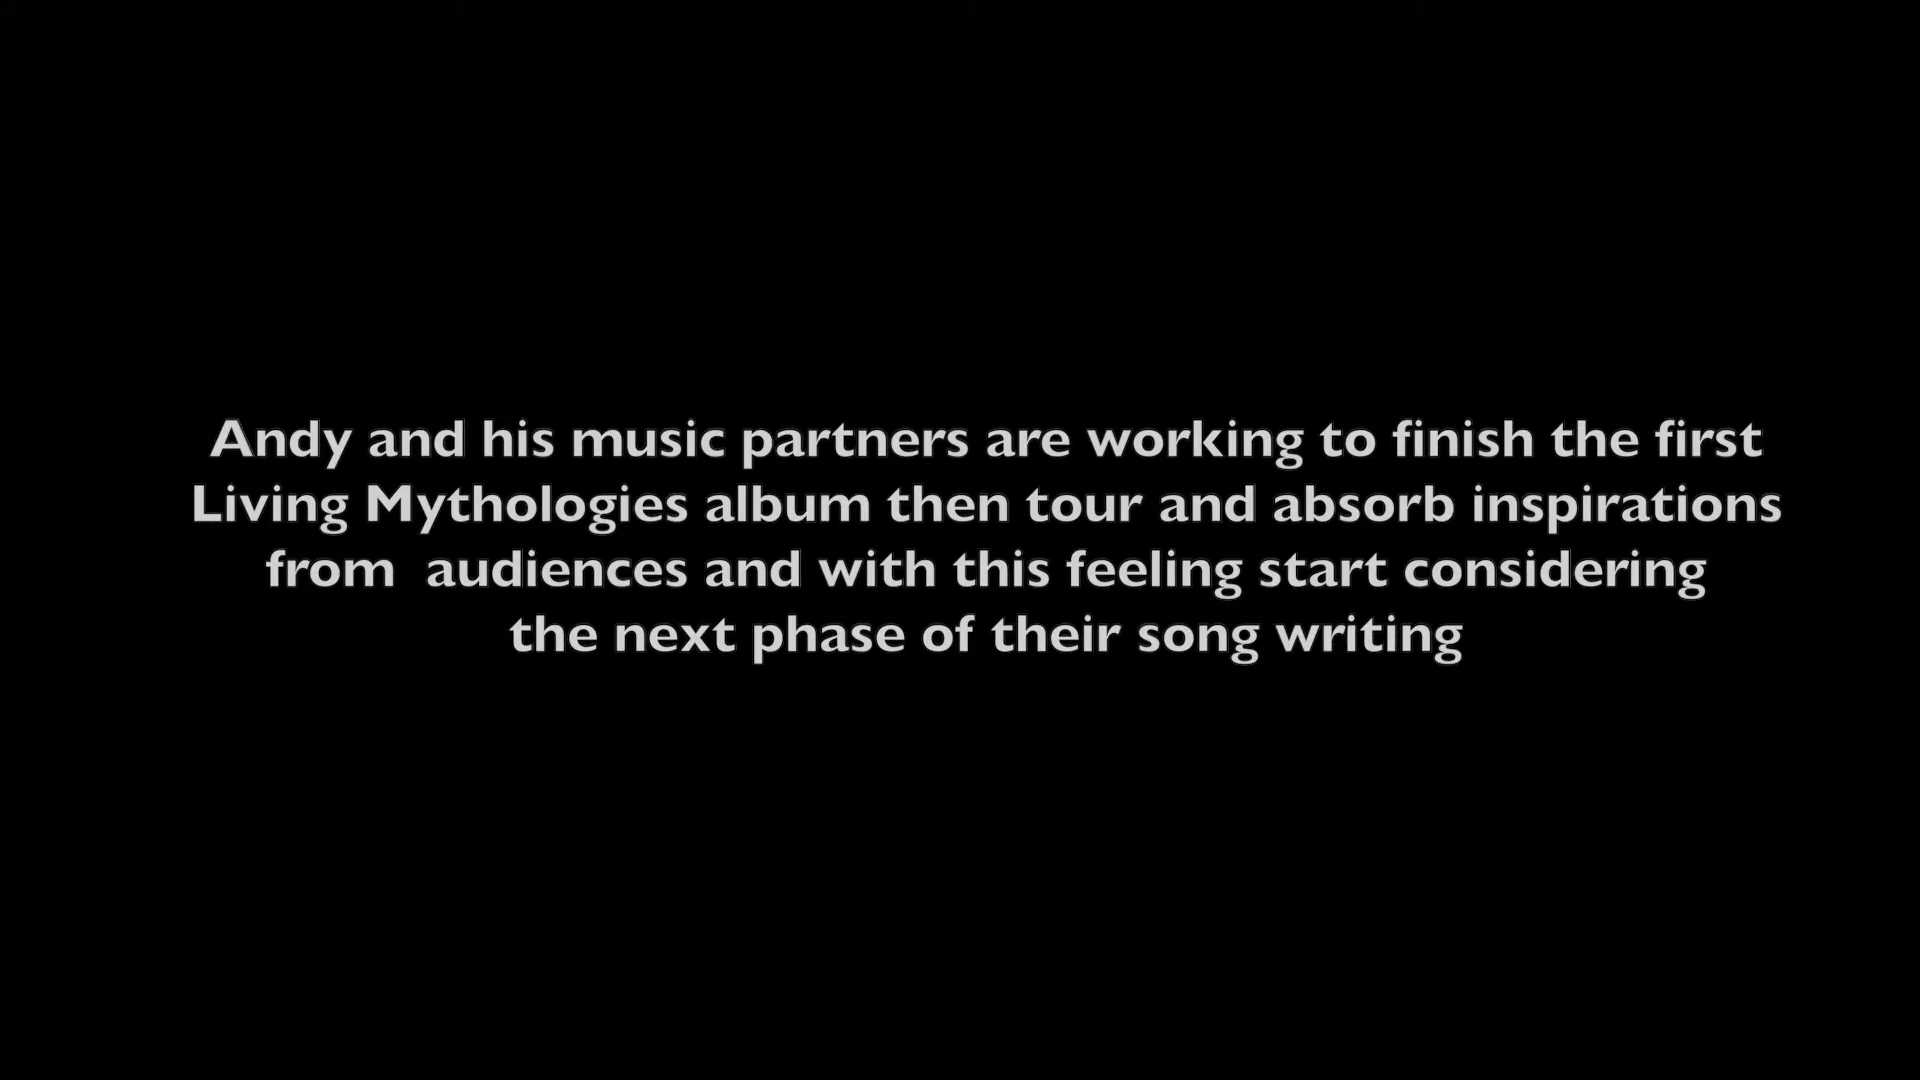 Andy and his music partners are working to finish the first
Living Mythologies album then tour and absorb inspirations
from  audiences and with this feeling start considering
the next phase of their song writing